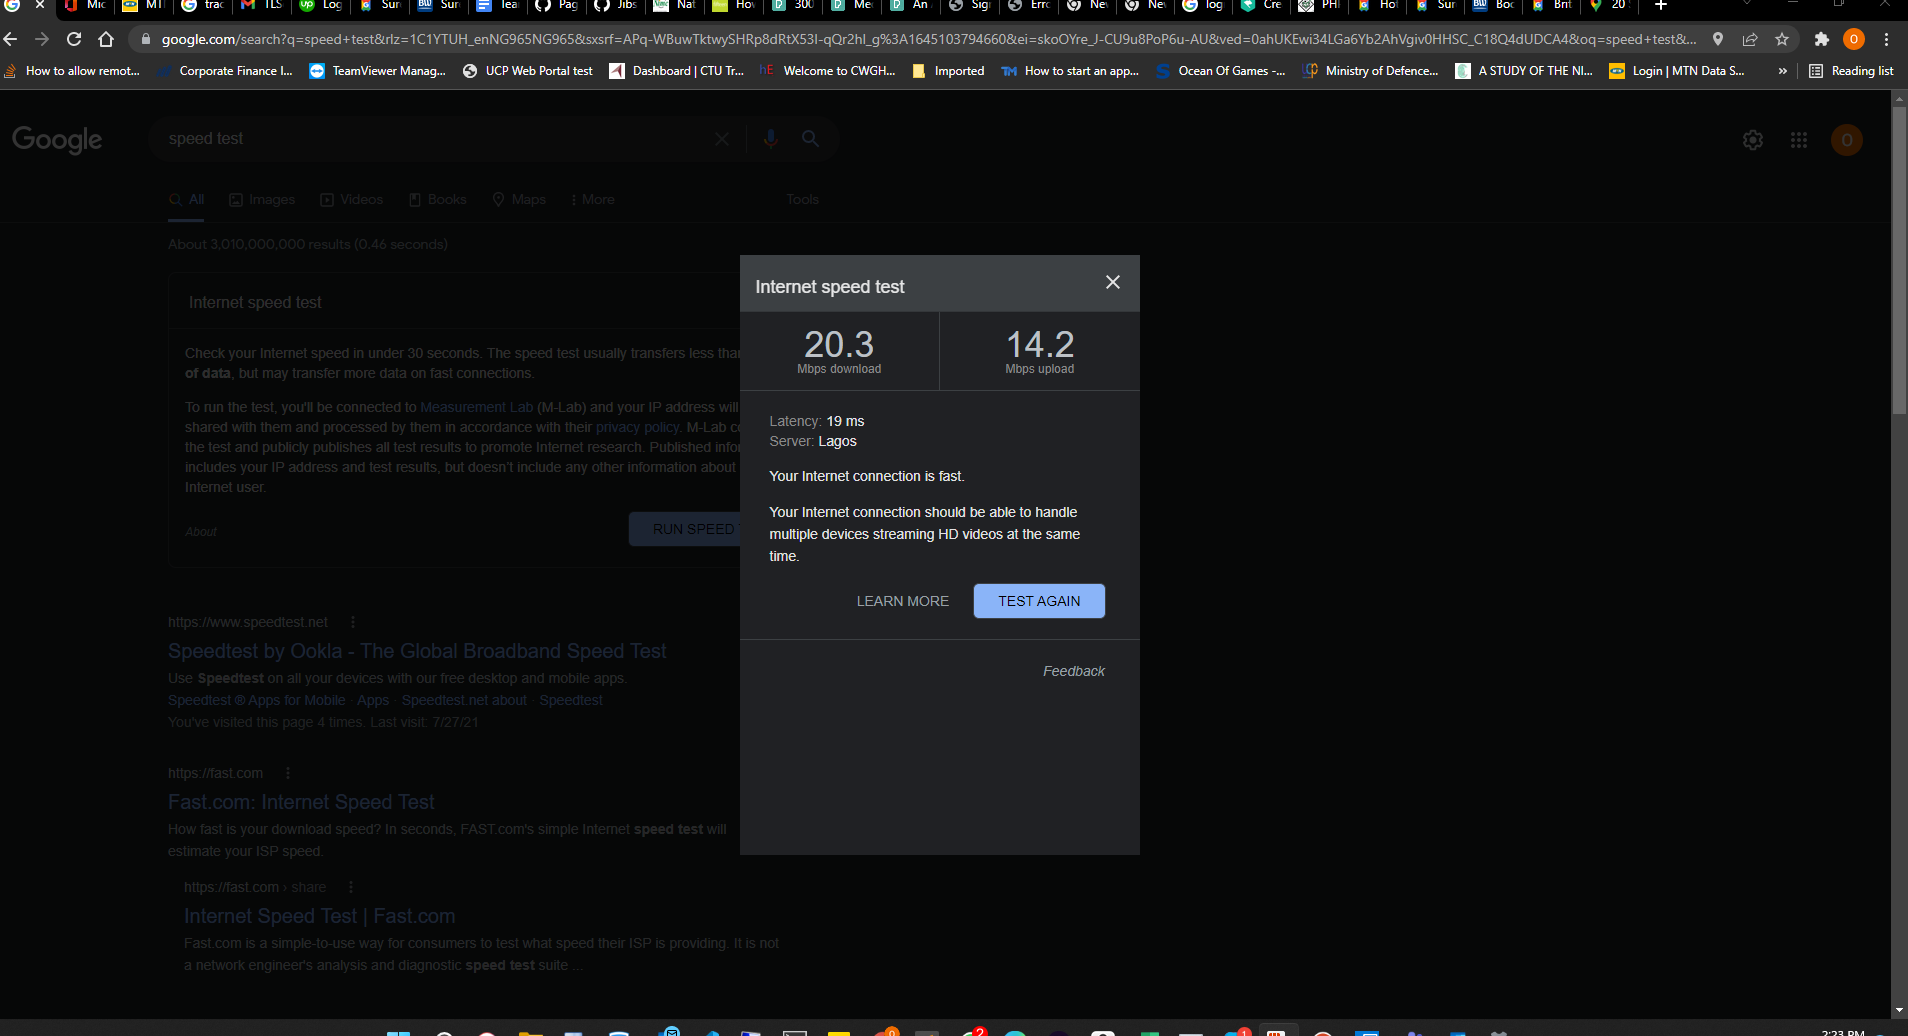 Mic
MTI
trac
TLS
Log
Sur
BW Sur
Tear
Pag
Jibs
Nat
Hov
300
Me
An
Sigr
Erro
Nev
Nev
log
Cre
PHI
Hot
Sur
BW Boo
Brit
20
google.com/search?q=speed+test&rlz=1C1YTUH_enNG965NG965&sxsrf=APq-WBuwTktwySHRp8dRtX53I-qQr2hl_g%3A1645103794660&ei=skoOYre_J-CU9u8PoP6u-AU&ved=0ahUKEwi34LGa6Yb2AhVgiv0HHSC_C18Q4dUDCA4&oq=speed+test&...
O
How to allow remot...
Corporate Finance I...
TeamViewer Manag...
UCP Web Portal test
Dashboard | CTU Tr...
hE Welcome to CWGH...
Imported
TM How to start an app...
S Ocean Of Games -...
Ministry of Defence...
A STUDY OF THE NI...
Login | MTN Data S...
»
Reading list
Google
speed test
O
All
Images
Videos
Books
Maps
More
Tools
About 3,010,000,000 results (0.46 seconds)
Internet speed test
Check your Internet speed in under 30 seconds. The speed test usually transfers less than
of data, but may transfer more data on fast connections.
To run the test, you'll be connected to Measurement Lab (M-Lab) and your IP address will
shared with them and processed by them in accordance with their privacy policy. M-Lab co
the test and publicly publishes all test results to promote Internet research. Published infor
includes your IP address and test results, but doesn't include any other information about
Internet user.
About
RUN SPEED
Internet speed test
20.3
Mbps download
14.2
Mbps upload
Latency: 19 ms
Server: Lagos
Your Internet connection is fast.
Your Internet connection should be able to handle
multiple devices streaming HD videos at the same
time.
LEARN MORE
TEST AGAIN
Feedback
https://www.speedtest.net
Speedtest by Ookla - The Global Broadband Speed Test
Use Speedtest on all your devices with our free desktop and mobile apps.
Speedtest ® Apps for Mobile · Apps · Speedtest.net about · Speedtest
You've visited this page 4 times. Last visit: 7/27/21
https://fast.com
Fast.com: Internet Speed Test
How fast is your download speed? In seconds, FAST.com's simple Internet speed test will
estimate your ISP speed.
https://fast.com › share
Internet Speed Test | Fast.com
Fast.com is a simple-to-use way for consumers to test what speed their ISP is providing. It is not
a network engineer's analysis and diagnostic speed test suite ...
2
1
2:23 PM